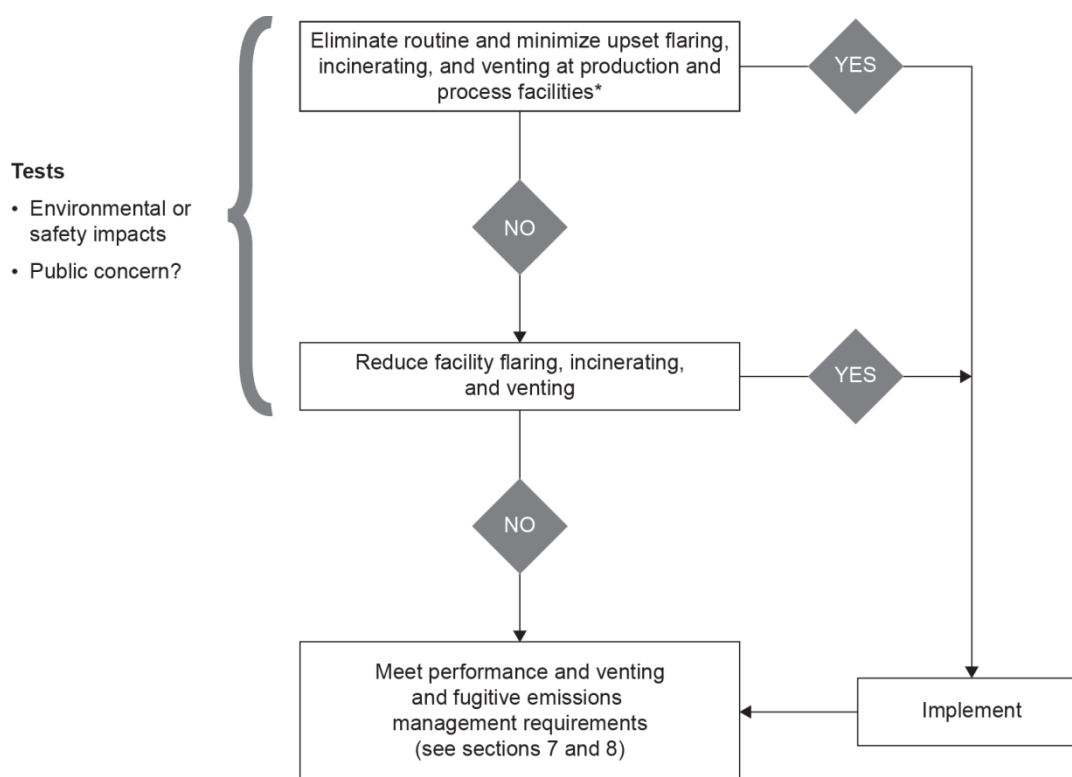 Eliminate routine and minimize upset flaring,
incinerating, and venting at production and
process facilities*
YES
Tests
• Environmental or
safety impacts
• Public concern?
NO
Reduce facility flaring, incinerating,
and venting
YES
NO
Meet performance and venting
and fugitive emissions
management requirements
(see sections 7 and 8)
Implement